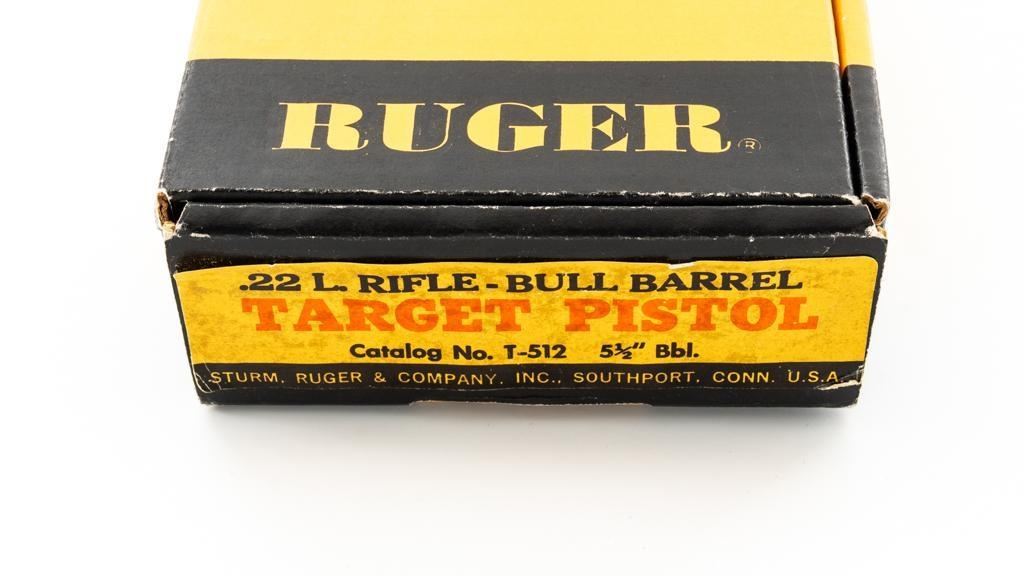 RUGER®
.22 L. RIFLE-BULL BARREL
TARGET PISTOL
Catalog No. T-512 5½" Bbl.
STURM, RUGER & COMPANY, INC., SOUTHPORT, CONN. U.S.A.